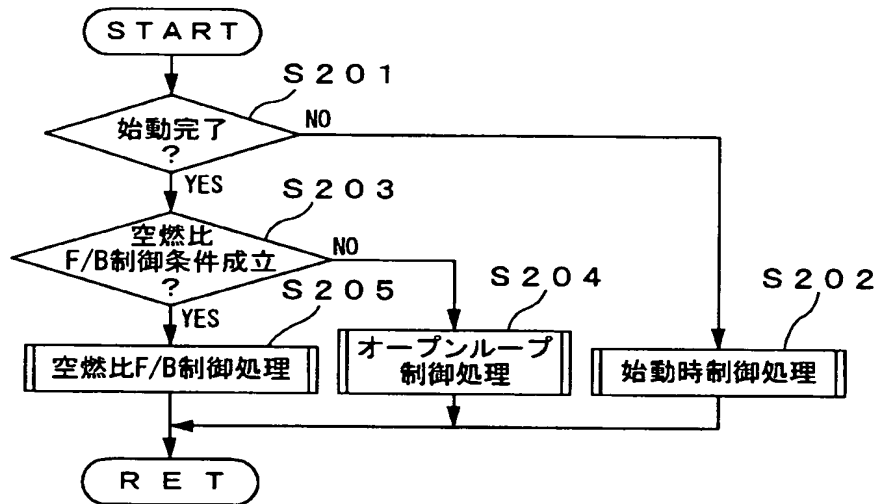 START
S201
始動完了
?
NO
YES
S203
空燃比
F/B制御条件成立
?
NO
YES
S205
空燃比F/B制御処理
S204
オープンループ
制御処理
S202
始動時制御処理
RET